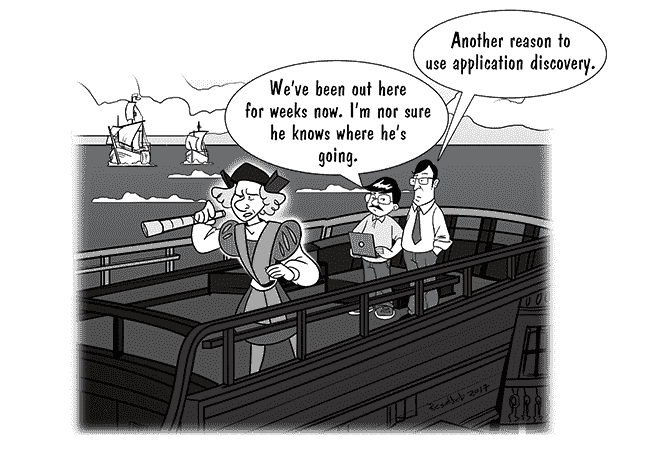 We've been out here
for weeks now. I'm nor sure
he knows where he's
going.
Another reason to
use application discovery.
2017